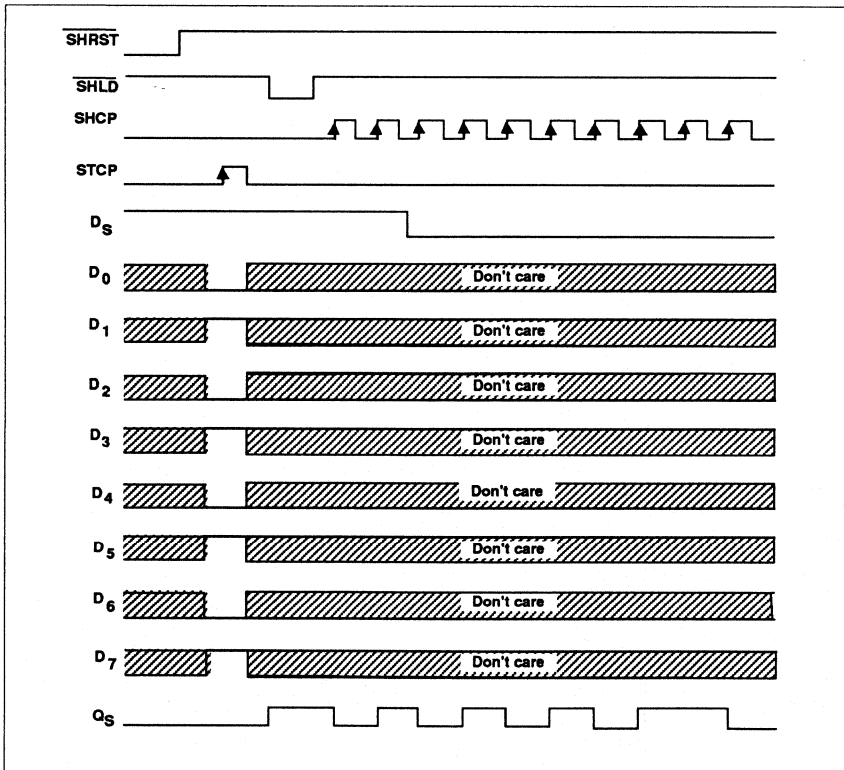 SHRST
SHLD
SHCP
STCP
DS
D0 Don't care
D1 Don't care
D2 Don't care
D3 Don't care
D4 Don't care
D5 Don't care
D6 Don't care
D7 Don't care
QS